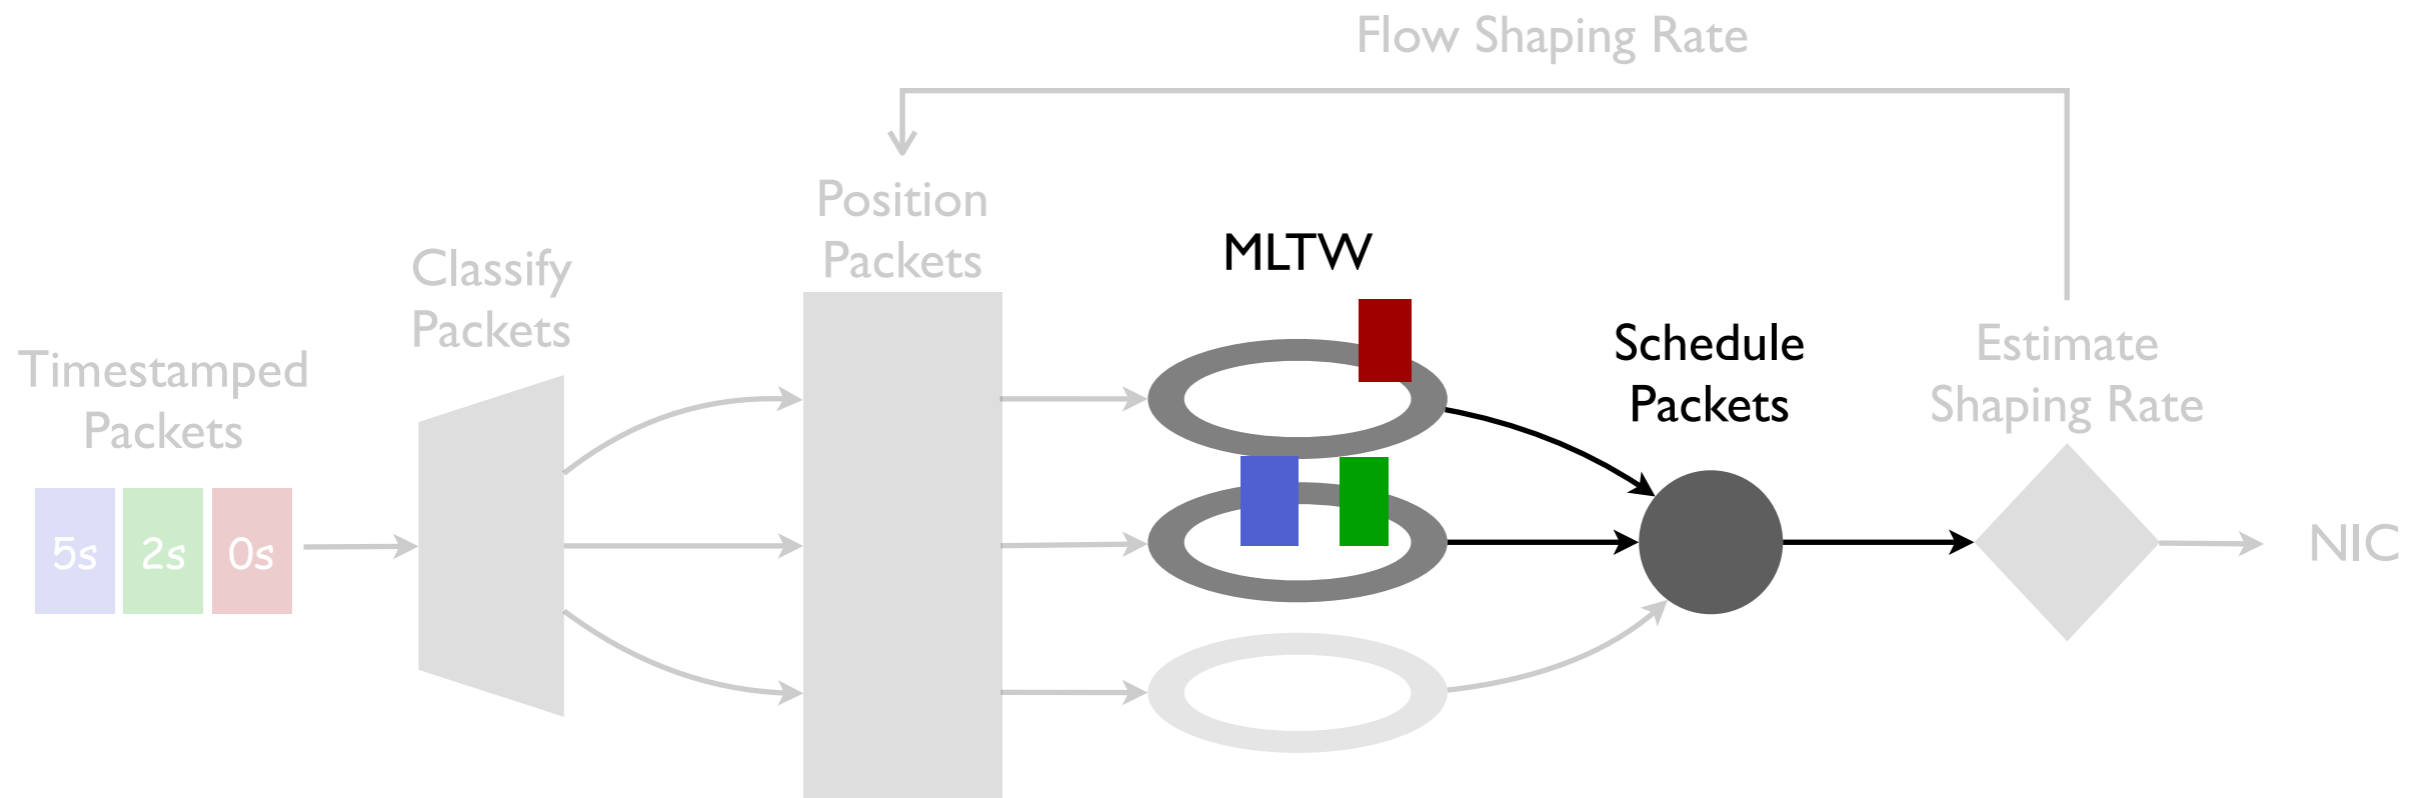 Flow Shaping Rate
Position
Packets
MLTW
Classify
Packets
Schedule
Packets
Estimate
Shaping Rate
Timestamped
Packets
5s 2s 0s
NIC